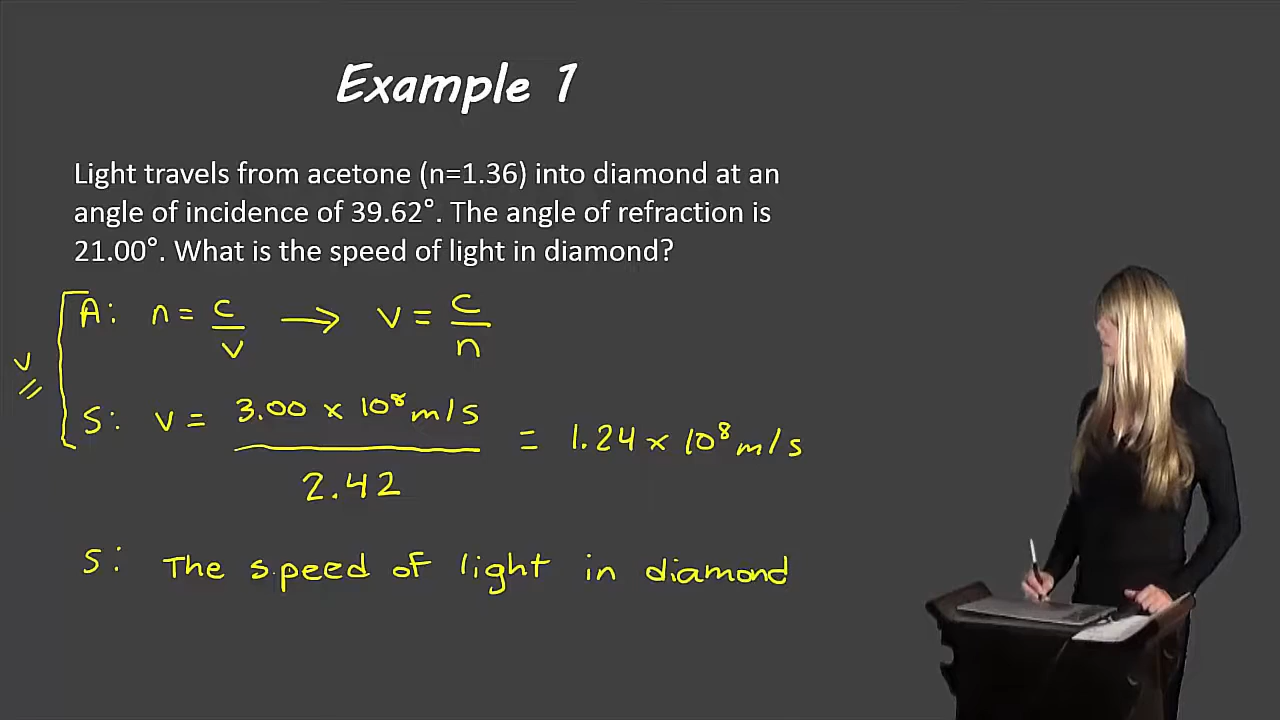 Example 1
Light travels from acetone (n=1.36) into diamond at an
angle of incidence of 39.62°. The angle of refraction is
21.00°. What is the speed of light in diamond?
A: n = c/v → v = c/n
v
S: v = 3.00 x 10⁸ m/s / 2.42 = 1.24 x 10⁸ m/s
S: The speed of light in diamond